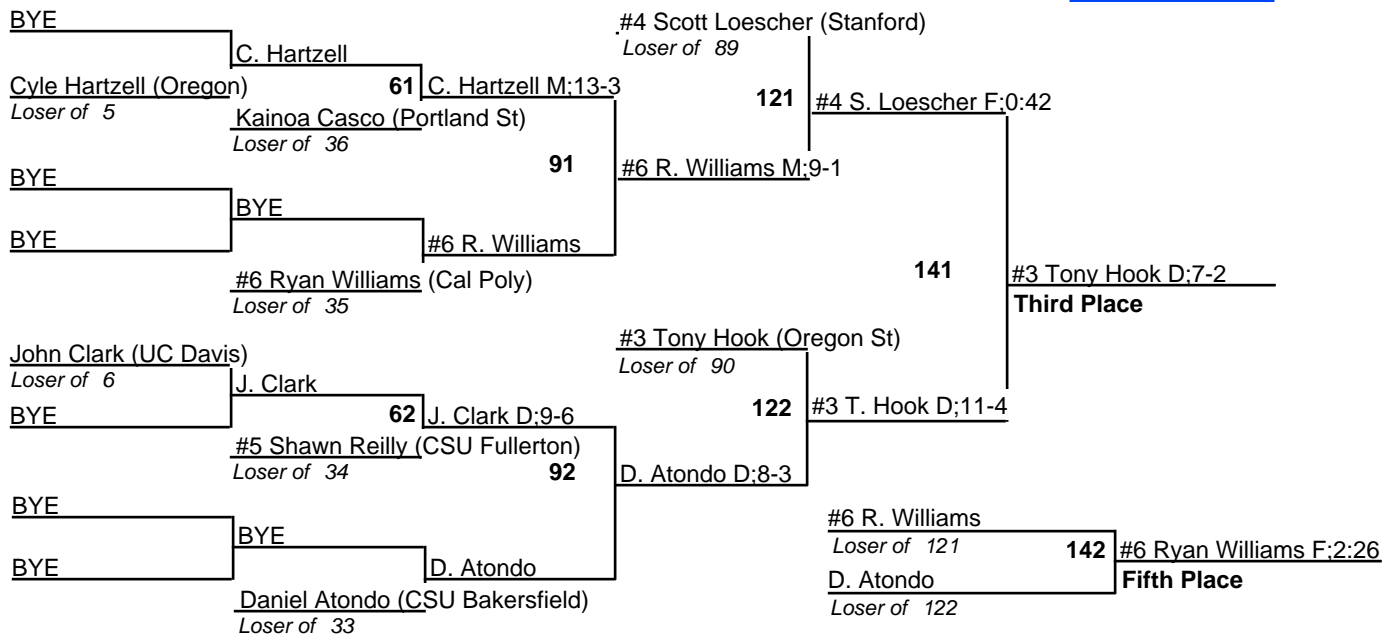 BYE
#4 Scott Loescher (Stanford)
Loser of 89
C. Hartzell
Cyle Hartzell (Oregon)
Loser of 5
61
C. Hartzell M;13-3
121
#4 S. Loescher F;0:42
Kainoa Casco (Portland St)
Loser of 36
91
#6 R. Williams M;9-1
BYE
BYE
BYE
#6 R. Williams
141
#3 Tony Hook D;7-2
Third Place
#6 Ryan Williams (Cal Poly)
Loser of 35
#3 Tony Hook (Oregon St)
Loser of 90
John Clark (UC Davis)
Loser of 6
J. Clark
BYE
62
J. Clark D;9-6
122
#3 T. Hook D;11-4
#5 Shawn Reilly (CSU Fullerton)
Loser of 34
92
D. Atondo D;8-3
BYE
BYE
BYE
D. Atondo
Daniel Atondo (CSU Bakersfield)
Loser of 33
#6 R. Williams
Loser of 121
142
#6 Ryan Williams F;2:26
Fifth Place
D. Atondo
Loser of 122